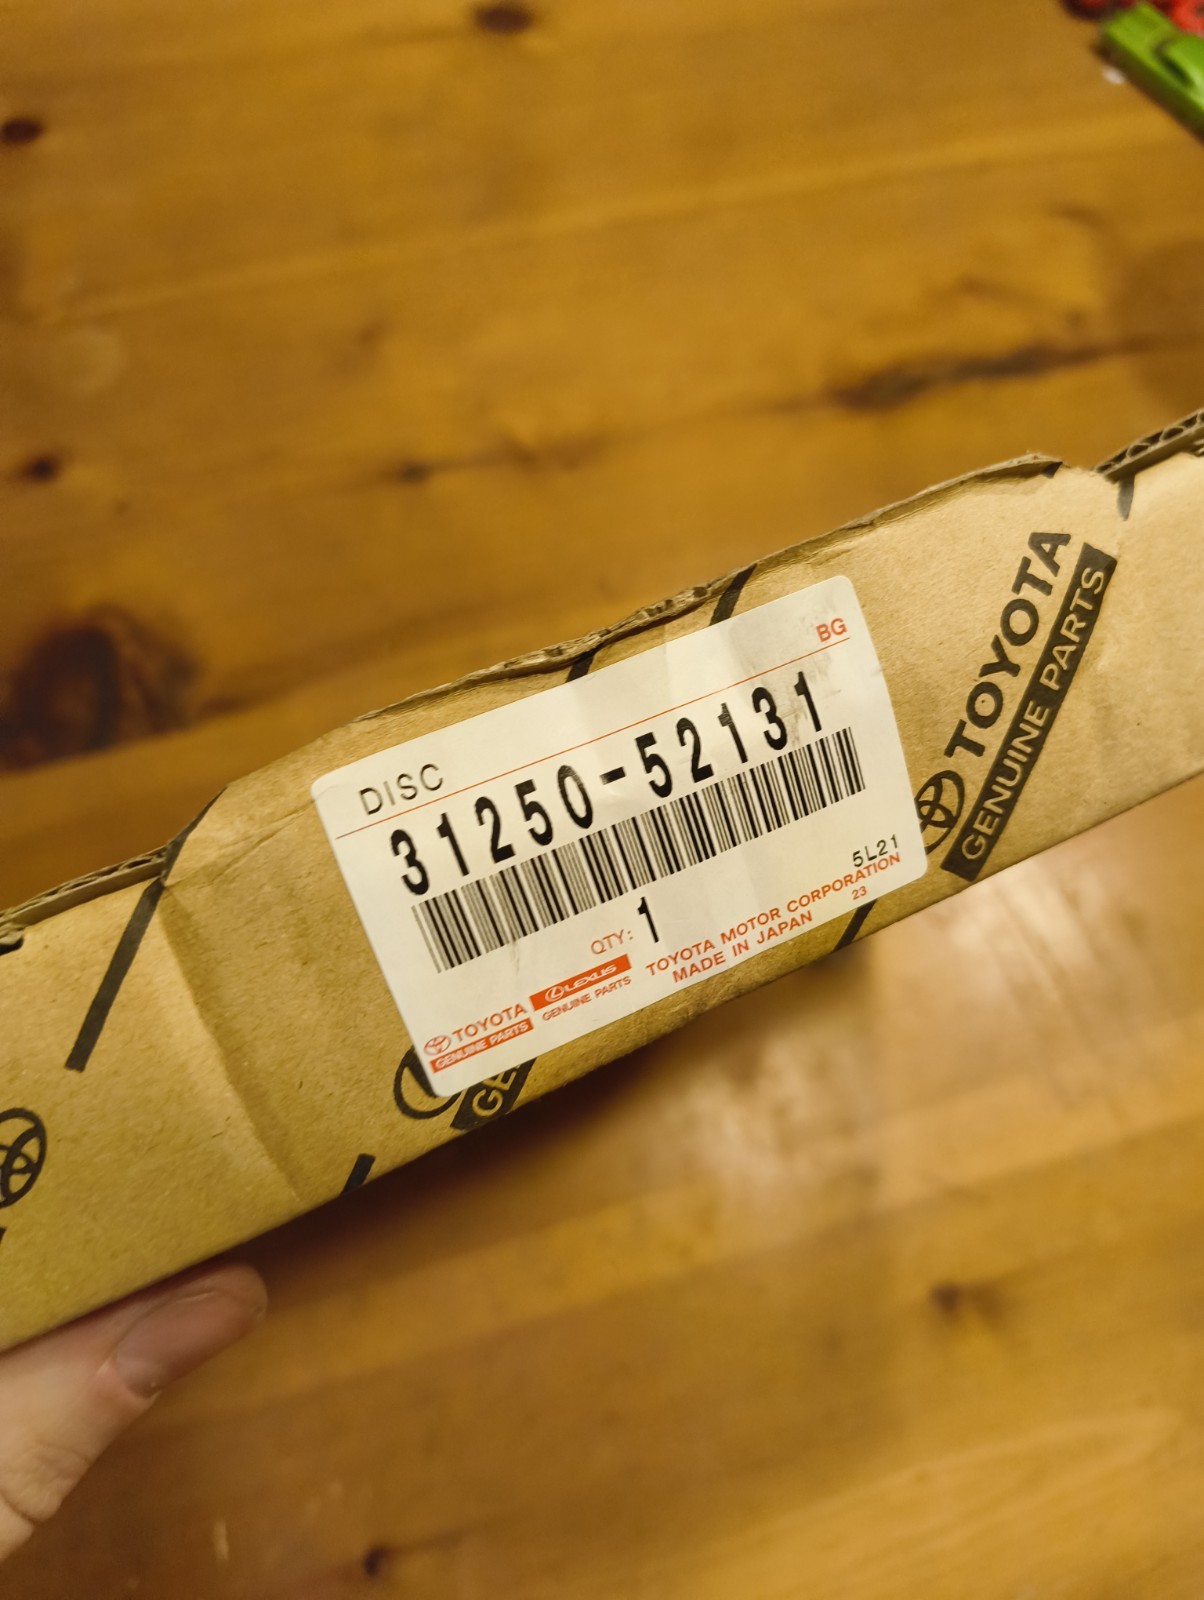 DISC
BG
31250-52131
QTY: 1
5L21
TOYOTA MOTOR CORPORATION
MADE IN JAPAN
23
TOYOTA
GENUINE PARTS
LEXUS
GENUINE PARTS
TOYOTA
GENUINE PARTS
GE